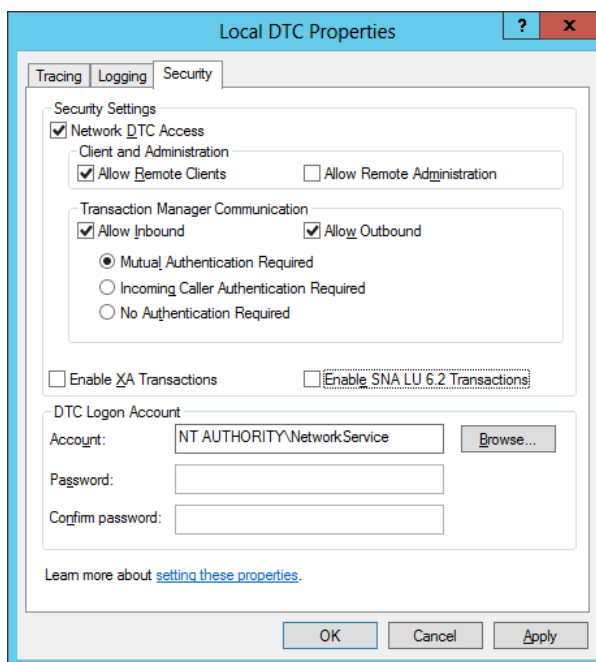 Local DTC Properties
? x
Tracing Logging Security
Security Settings
Network DTC Access
Client and Administration
Allow Remote Clients Allow Remote Administration
Transaction Manager Communication
Allow Inbound Allow Outbound
Mutual Authentication Required
Incoming Caller Authentication Required
No Authentication Required
Enable XA Transactions Enable SNA LU 6.2 Transactions
DTC Logon Account
Account: NT AUTHORITY\NetworkService Browse...
Password:
Confirm password:
Learn more about setting these properties.
OK Cancel Apply